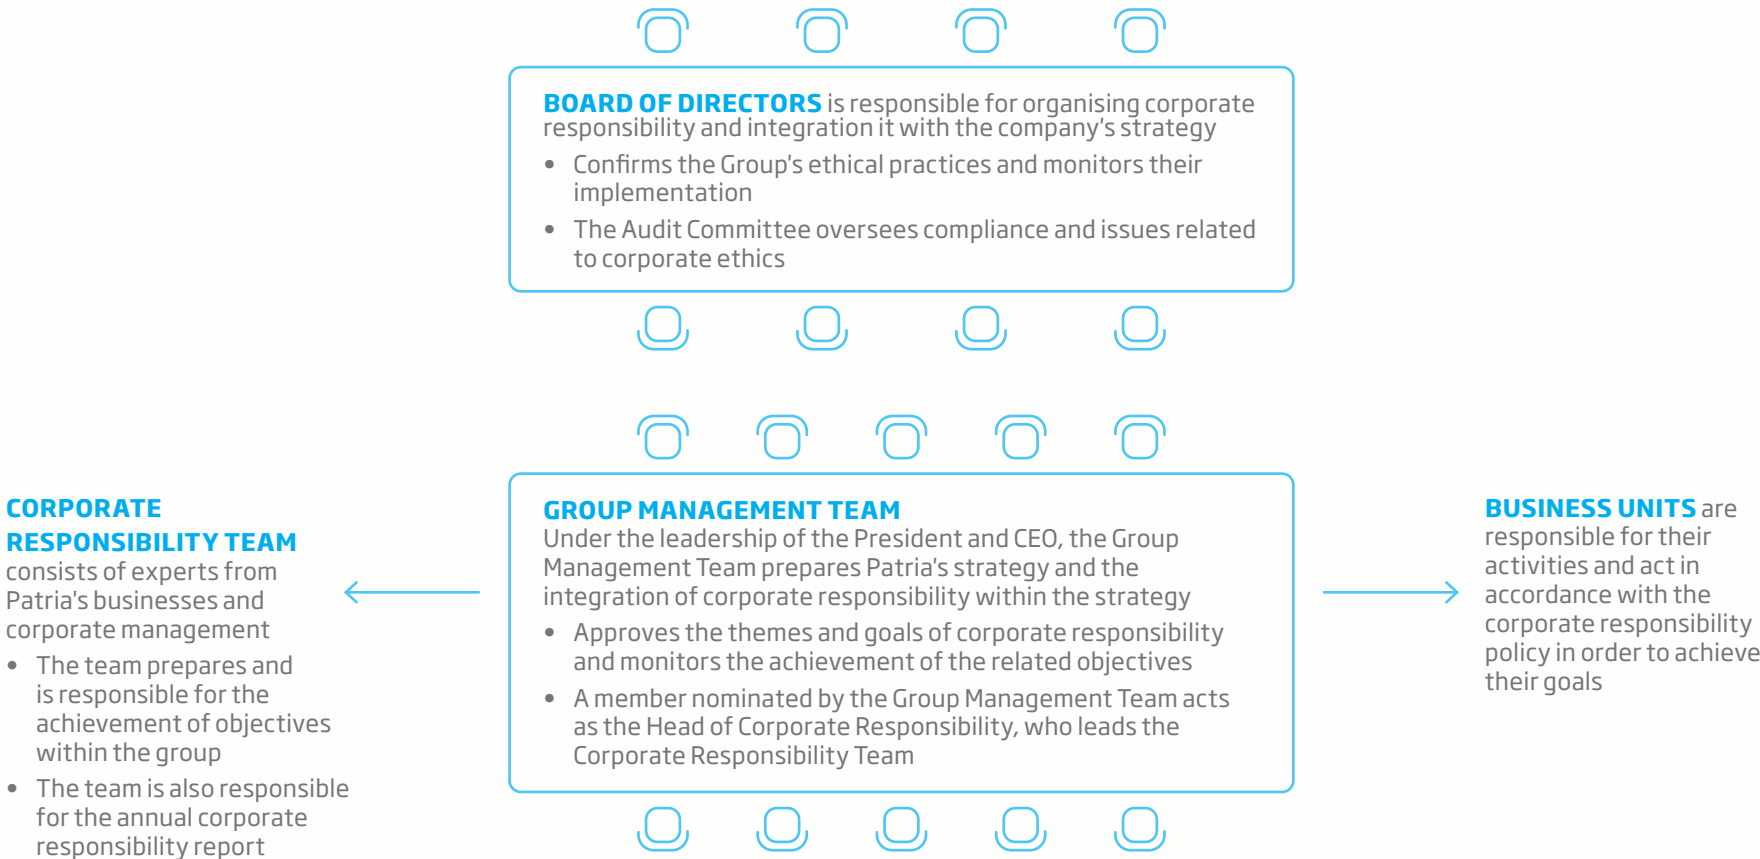 BOARD OF DIRECTORS is responsible for organising corporate
responsibility and integration it with the company's strategy
• Confirms the Group's ethical practices and monitors their
implementation
• The Audit Committee oversees compliance and issues related
to corporate ethics
CORPORATE
RESPONSIBILITY TEAM
consists of experts from
Patria's businesses and
corporate management
• The team prepares and
is responsible for the
achievement of objectives
within the group
• The team is also responsible
for the annual corporate
responsibility report
GROUP MANAGEMENT TEAM
Under the leadership of the President and CEO, the Group
Management Team prepares Patria's strategy and the
integration of corporate responsibility within the strategy
• Approves the themes and goals of corporate responsibility
and monitors the achievement of the related objectives
• A member nominated by the Group Management Team acts
as the Head of Corporate Responsibility, who leads the
Corporate Responsibility Team
BUSINESS UNITS are
responsible for their
activities and act in
accordance with the
corporate responsibility
policy in order to achieve
their goals